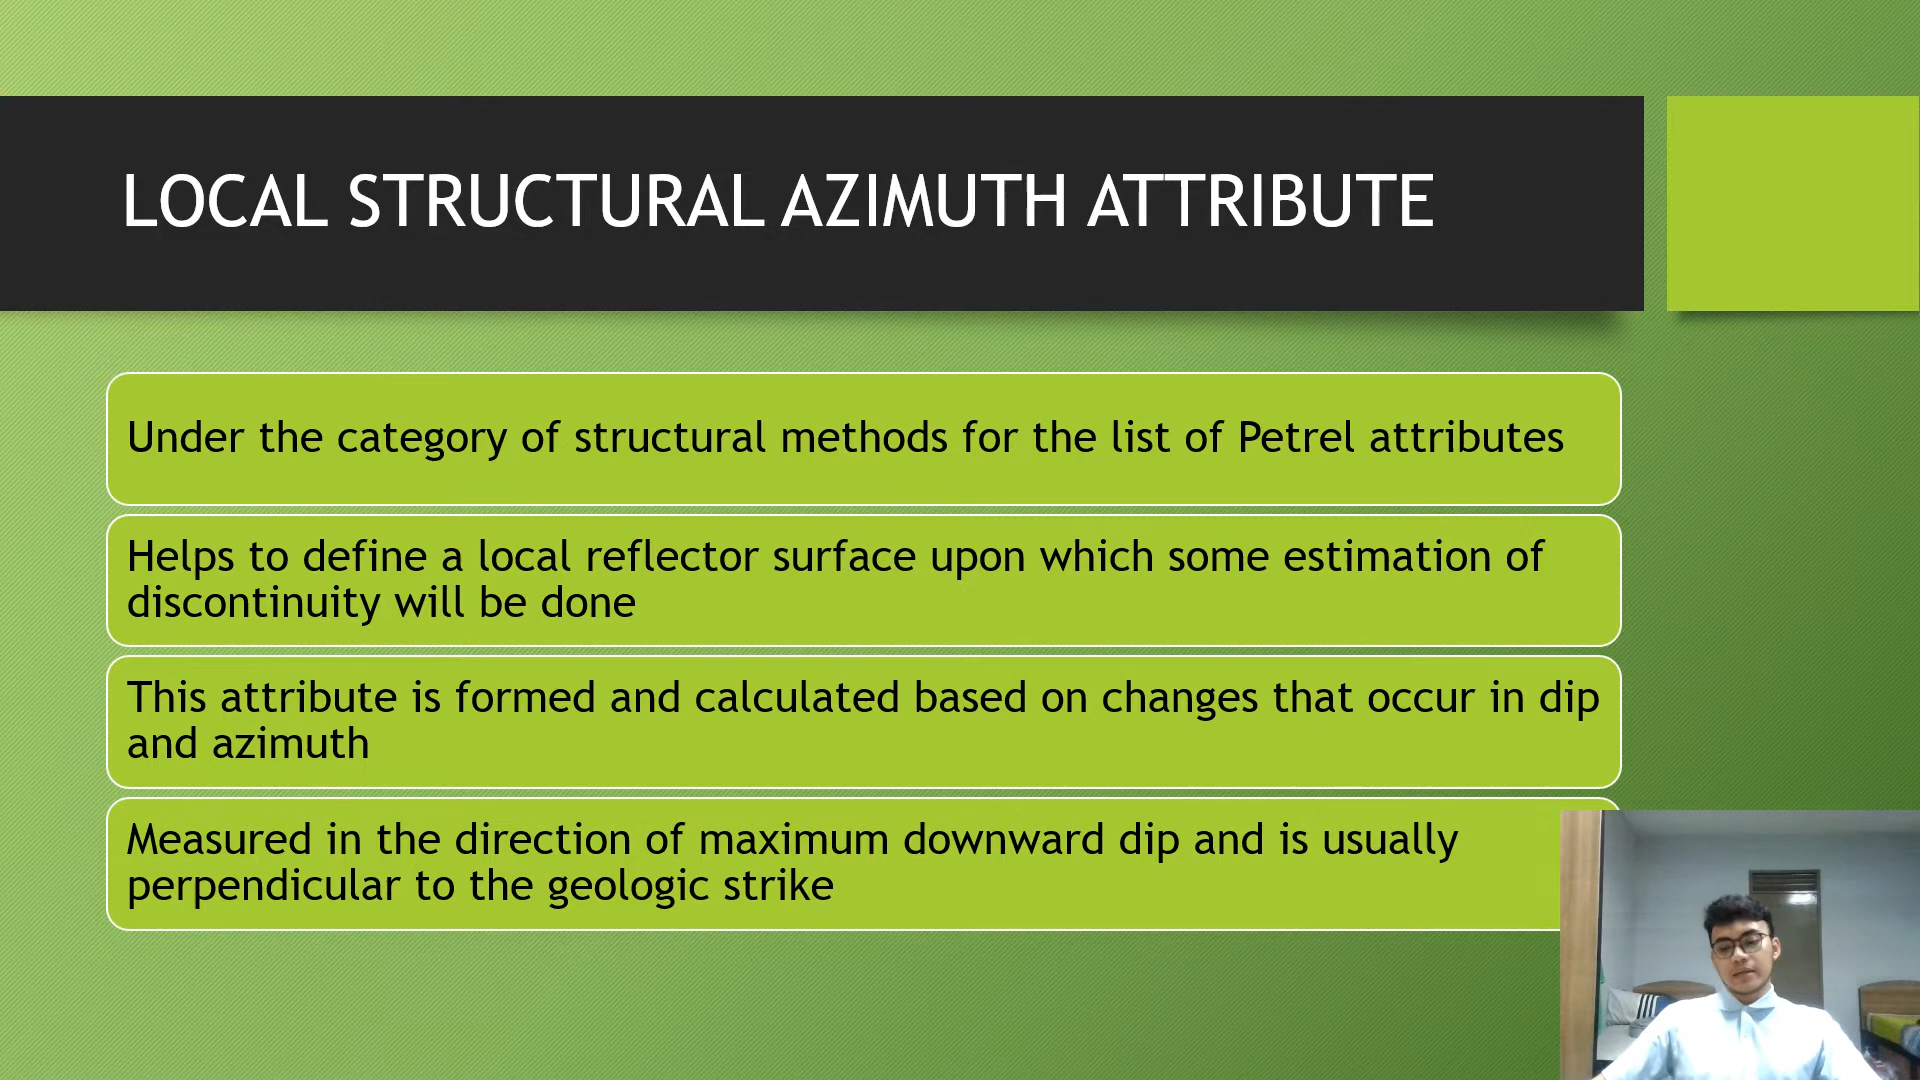 LOCAL STRUCTURAL AZIMUTH ATTRIBUTE
Under the category of structural methods for the list of Petrel attributes
Helps to define a local reflector surface upon which some estimation of
discontinuity will be done
This attribute is formed and calculated based on changes that occur in dip
and azimuth
Measured in the direction of maximum downward dip and is usually
perpendicular to the geologic strike